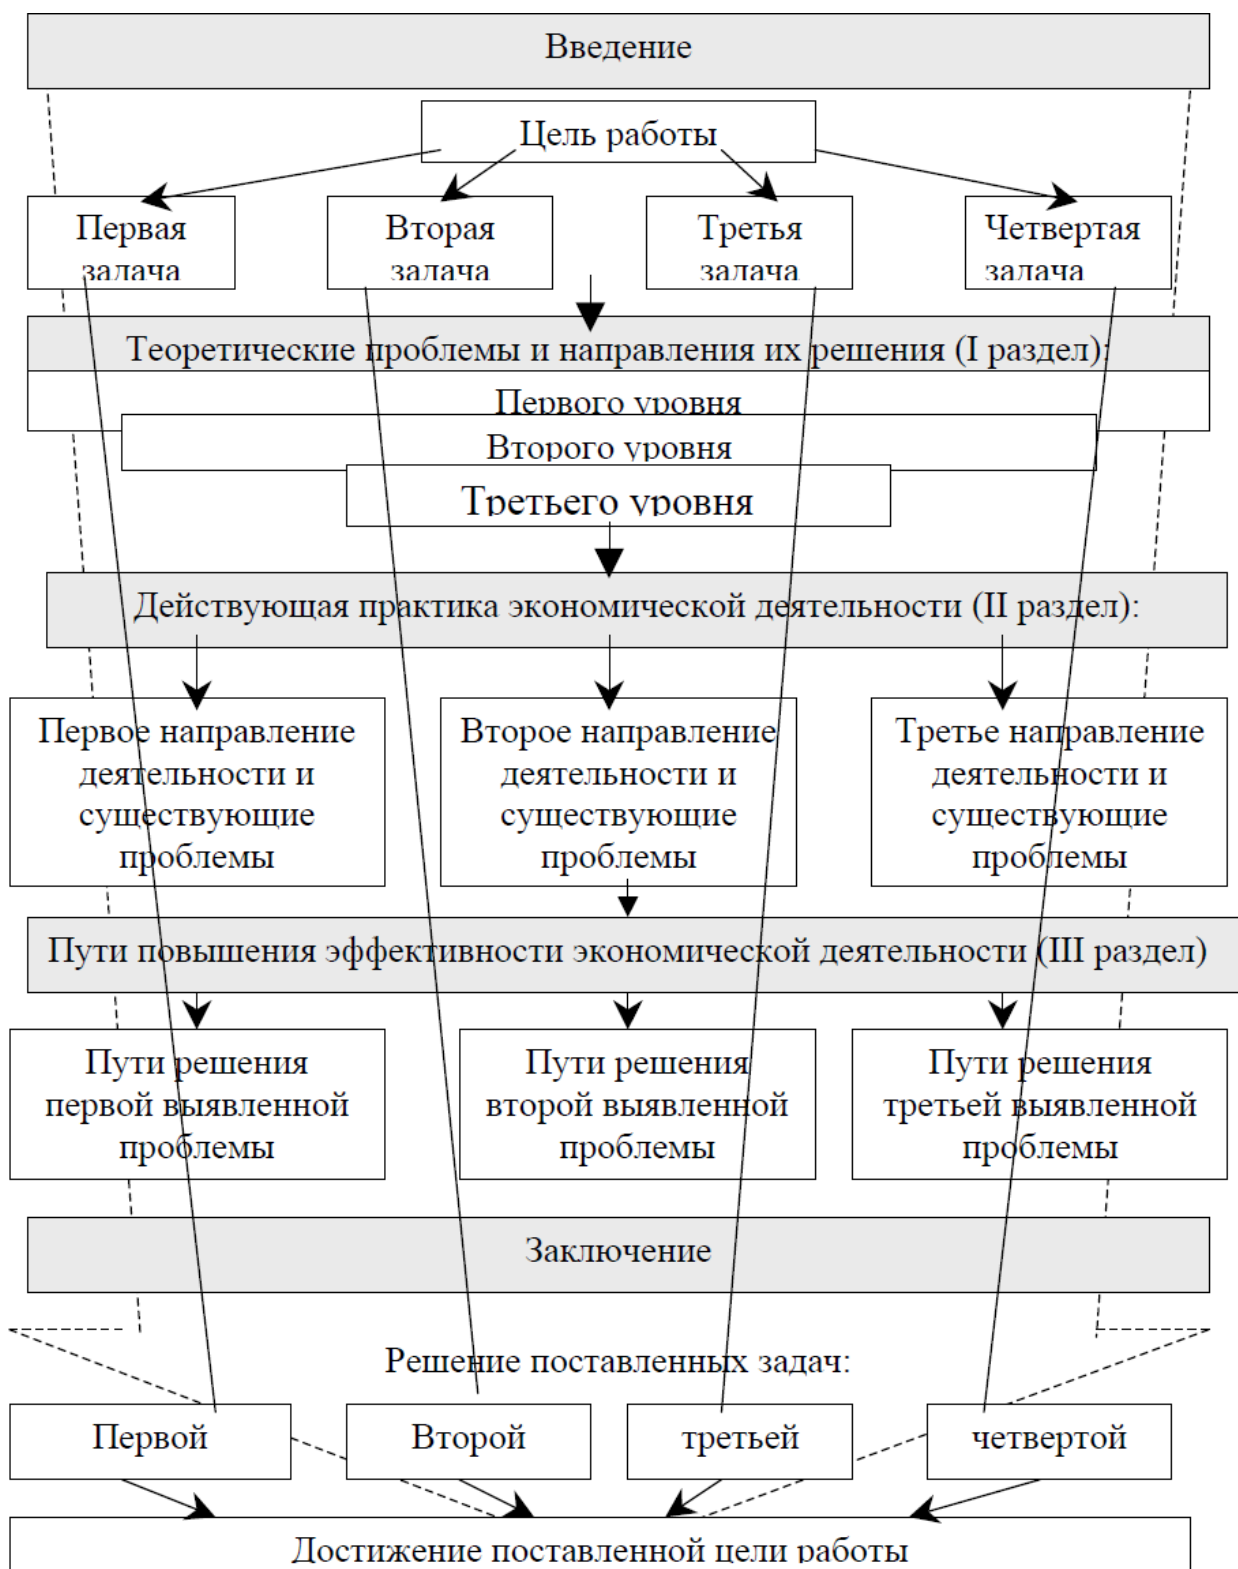 Введение
Цель работы
Первая
задача
Вторая
задача
Третья
задача
Четвертая
задача
Теоретические проблемы и направления их решения (I раздел):
Первого уровня
Второго уровня
Третьего уровня
Действующая практика экономической деятельности (II раздел):
Первое направление
деятельности и
существующие
проблемы
Второе направление
деятельности и
существующие
проблемы
Третье направление
деятельности и
существующие
проблемы
Пути повышения эффективности экономической деятельности (III раздел)
Пути решения
первой выявленной
проблемы
Пути решения
второй выявленной
проблемы
Пути решения
третьей выявленной
проблемы
Заключение
Решение поставленных задач:
Первой
Второй
третьей
четвертой
Достижение поставленной цели работы